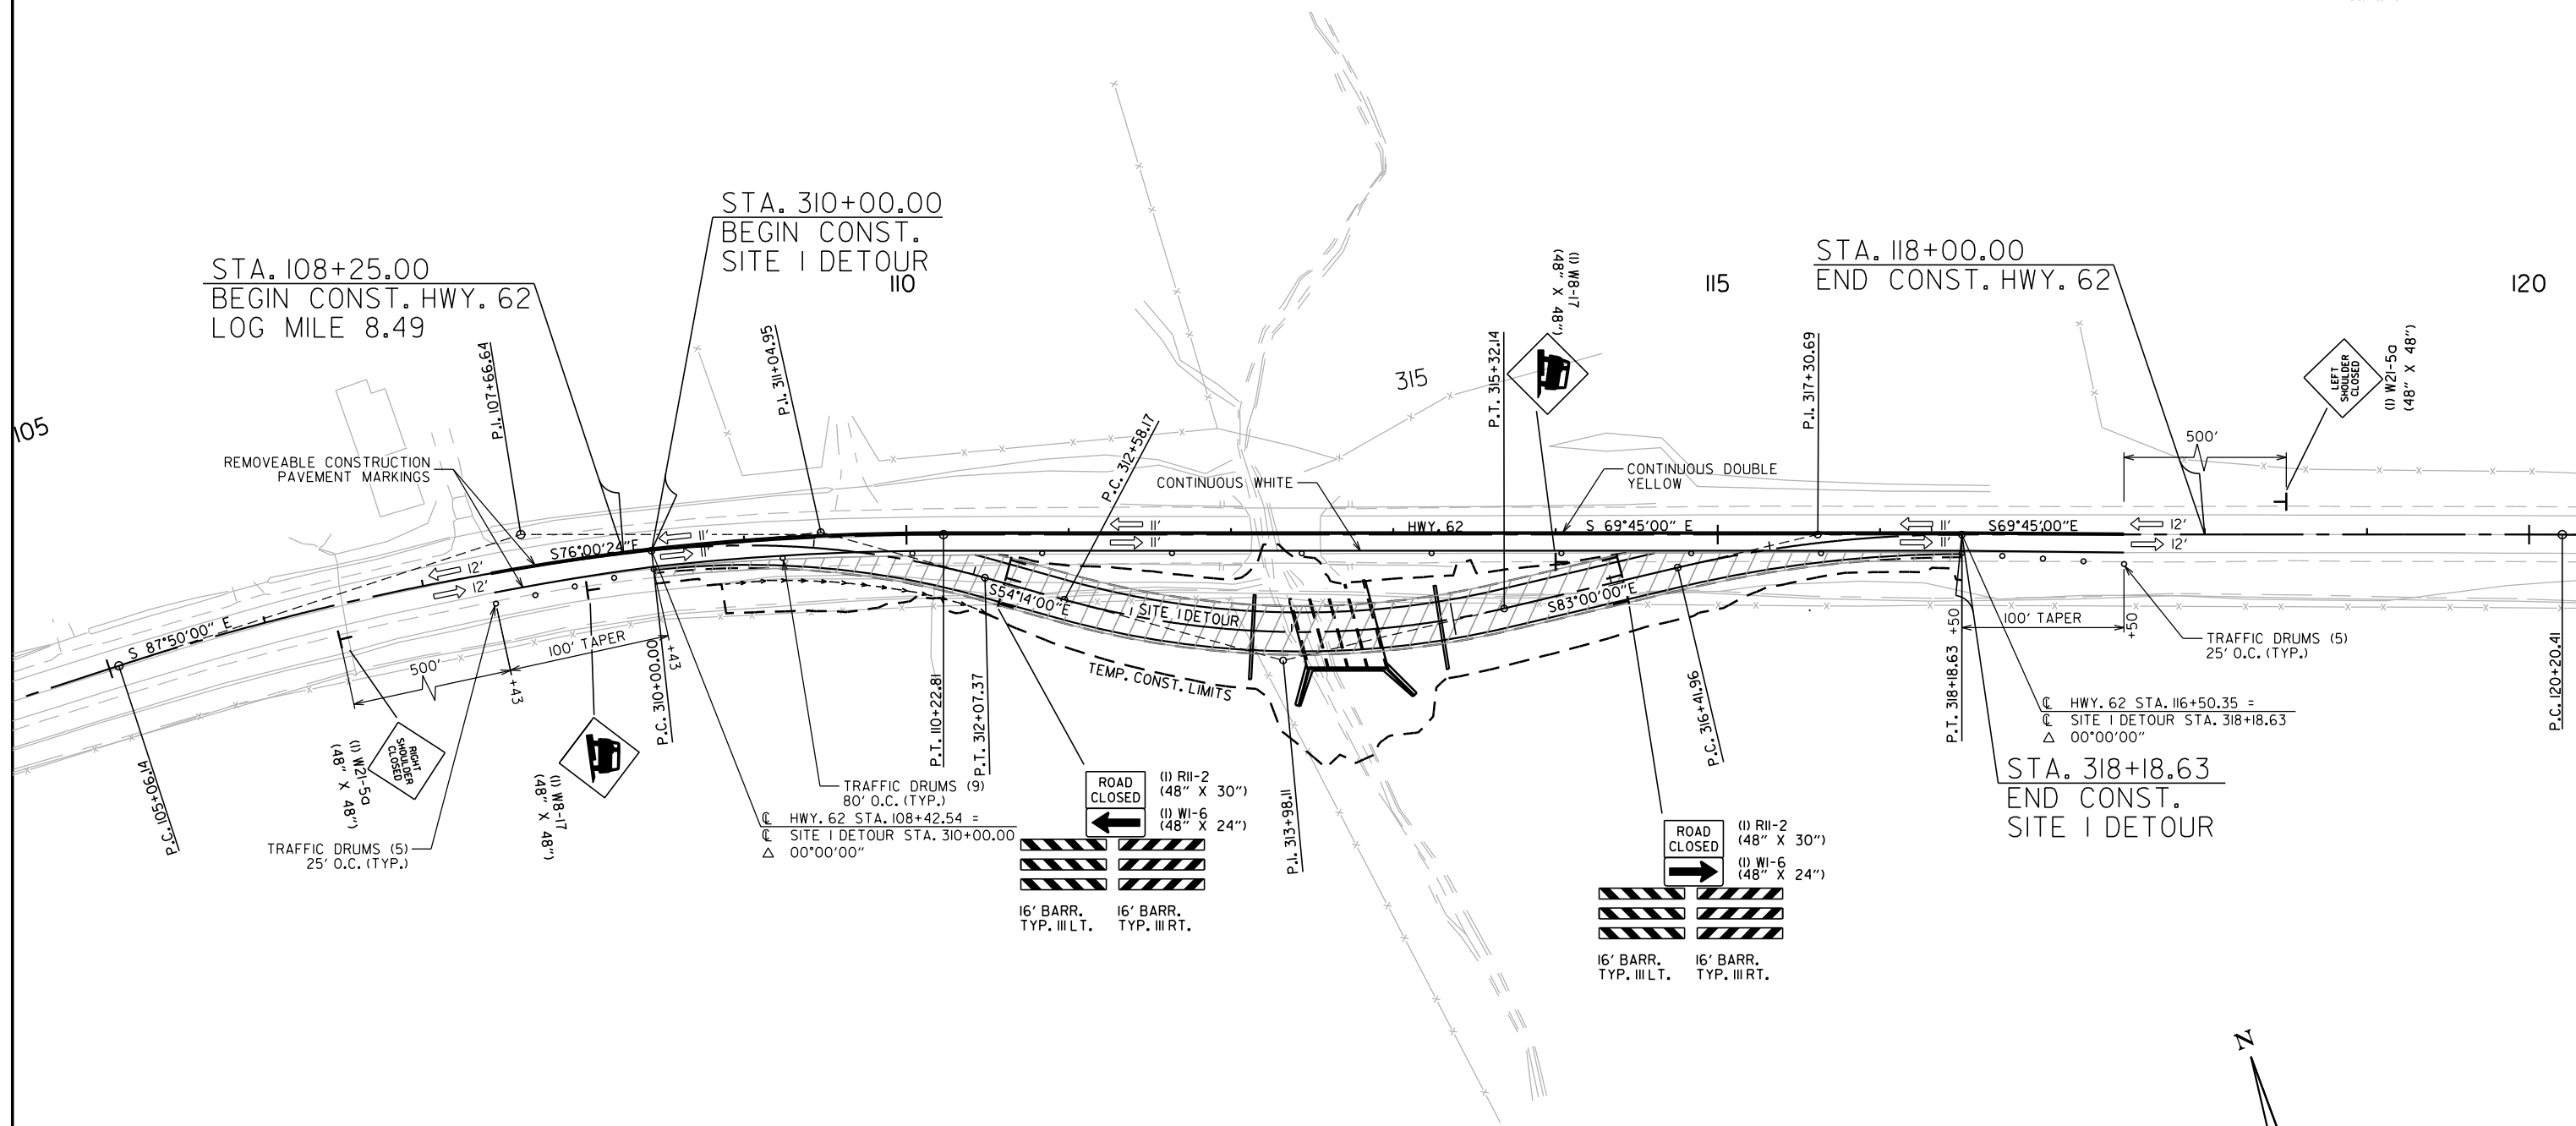 STA. 310+00.00
BEGIN CONST.
SITE 1 DETOUR
STA. 108+25.00
BEGIN CONST. HWY. 62
LOG MILE 8.49
STA. 118+00.00
END CONST. HWY. 62
105
110
115
120
315
P.I. 107+66.64
P.I. 311+04.95
P.C. 312+58.17
P.T. 315+32.14
(1) W8-17
(48" X 48")
P.I. 317+30.69
LEFT
SHOULDER
CLOSED
(1) W21-5a
(48" X 48")
500'
REMOVEABLE CONSTRUCTION
PAVEMENT MARKINGS
CONTINUOUS WHITE
CONTINUOUS DOUBLE
YELLOW
S 87°50'00" E
12'
12'
S76°00'24"E
11'
11'
11'
11'
HWY. 62
S 69°45'00" E
11'
11'
S69°45'00"E
12'
12'
S54°14'00"E
SITE 1 DETOUR
S83°00'00"E
TEMP. CONST. LIMITS
500'
100' TAPER
+43
+43
100' TAPER
+50
+50
P.C. 105+06.14
RIGHT
SHOULDER
CLOSED
(1) W21-5a
(48" X 48")
(1) W8-17
(48" X 48")
TRAFFIC DRUMS (5)
25' O.C. (TYP.)
P.C. 310+00.00
TRAFFIC DRUMS (9)
80' O.C. (TYP.)
HWY. 62 STA. 108+42.54 =
SITE 1 DETOUR STA. 310+00.00
△ 00°00'00"
P.T. 110+22.81
P.T. 312+07.37
ROAD
CLOSED
(1) R11-2
(48" X 30")
(1) W1-6
(48" X 24")
16' BARR.
TYP. III LT.
16' BARR.
TYP. III RT.
P.I. 313+98.11
ROAD
CLOSED
(1) R11-2
(48" X 30")
(1) W1-6
(48" X 24")
16' BARR.
TYP. III LT.
16' BARR.
TYP. III RT.
P.C. 316+41.96
P.T. 318+18.63
TRAFFIC DRUMS (5)
25' O.C. (TYP.)
℄ HWY. 62 STA. 116+50.35 =
℄ SITE 1 DETOUR STA. 318+18.63
△ 00°00'00"
STA. 318+18.63
END CONST.
SITE 1 DETOUR
P.C. 120+20.41
N